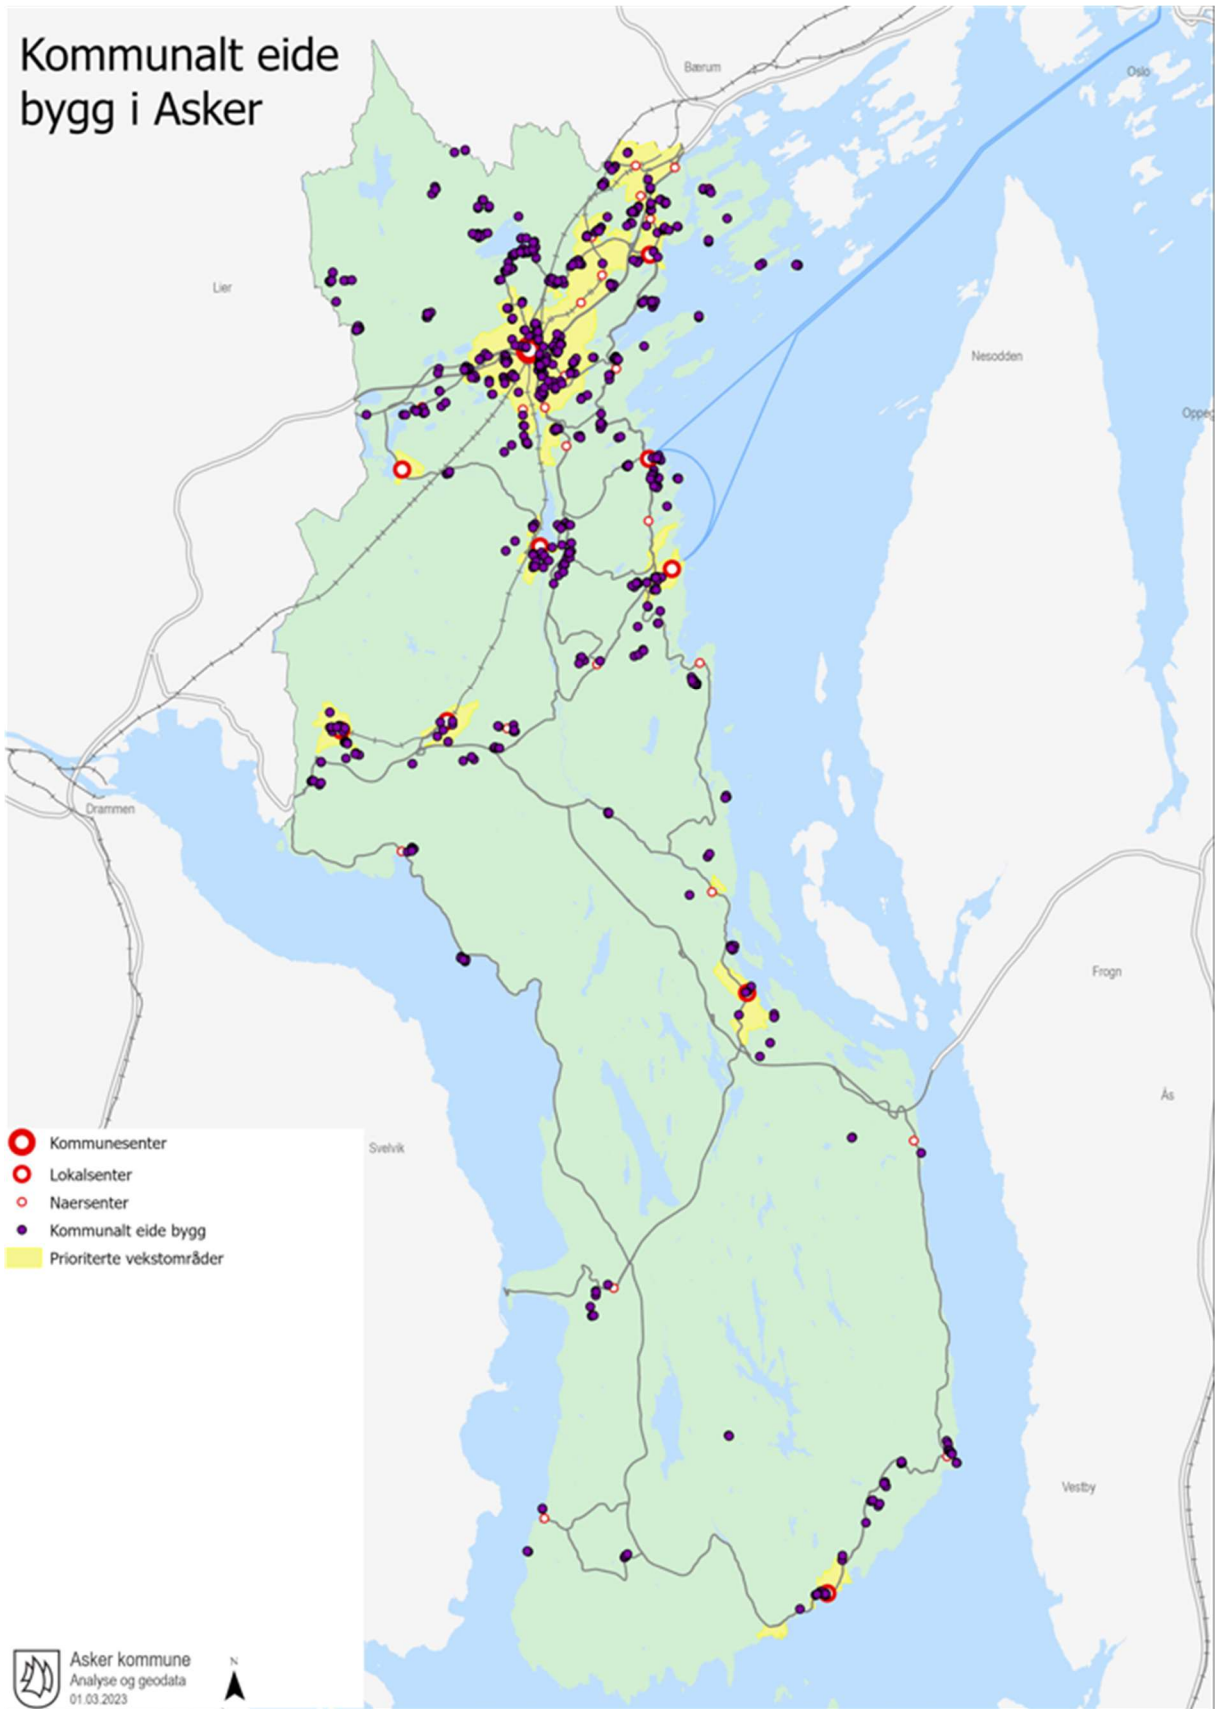 Kommunalt eide
bygg i Asker
Bærum
Oslo
Lier
Nesodden
Oppeg
Drammen
Frogn
Ås
Svelvik
Vestby
Kommunesenter
Lokalsenter
Naersenter
Kommunalt eide bygg
Prioriterte vekstområder
Asker kommune
Analyse og geodata
01.03.2023
N